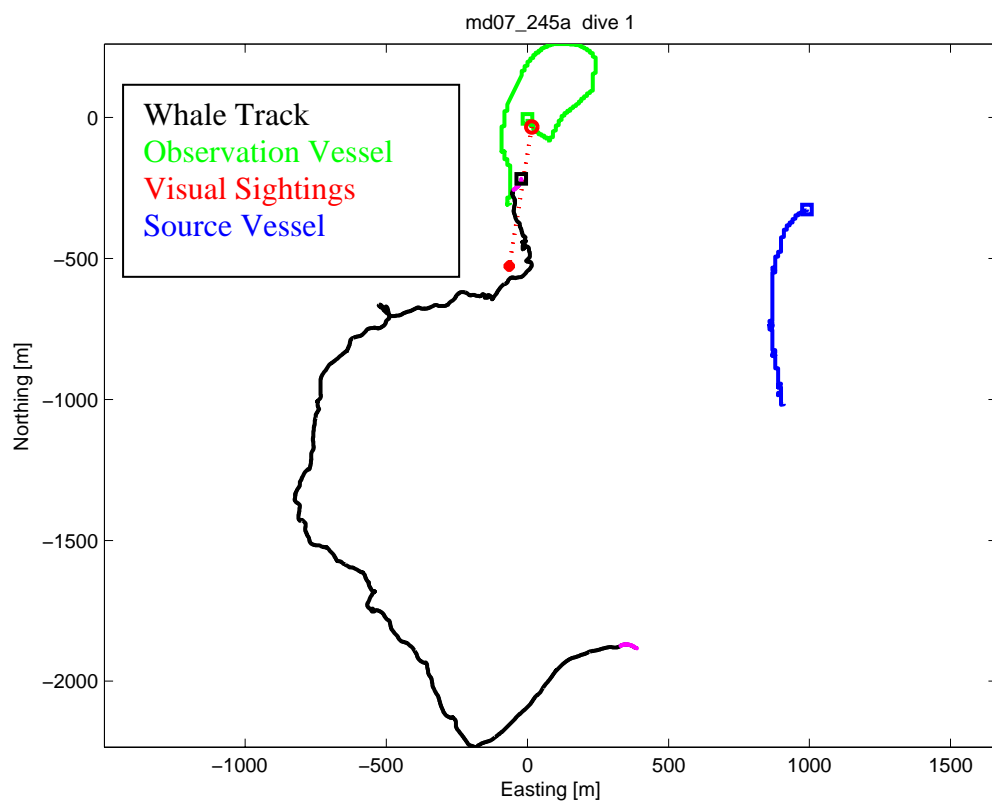 md07_245a dive 1
Whale Track
Observation Vessel
Visual Sightings
Source Vessel
0
−500
−1000
−1500
−2000
Northing [m]
−1000 −500 0 500 1000 1500
Easting [m]